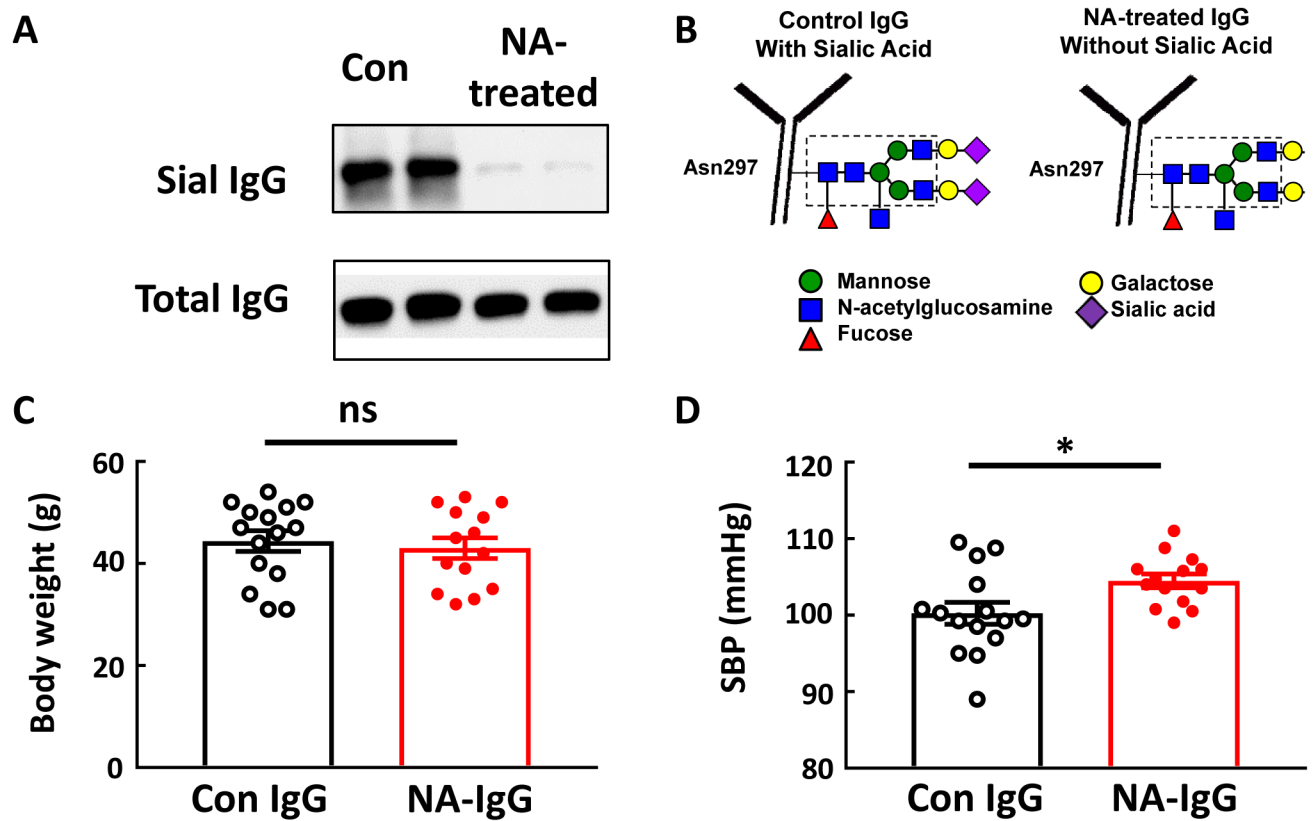 A
Con
NA-
treated
Sial IgG
Total IgG
B
Control IgG
With Sialic Acid
NA-treated IgG
Without Sialic Acid
Asn297
Asn297
Mannose
N-acetylglucosamine
Fucose
Galactose
Sialic acid
C
ns
Body weight (g)
60
40
20
0
Con IgG
NA-IgG
D
*
SBP (mmHg)
120
110
100
90
80
Con IgG
NA-IgG